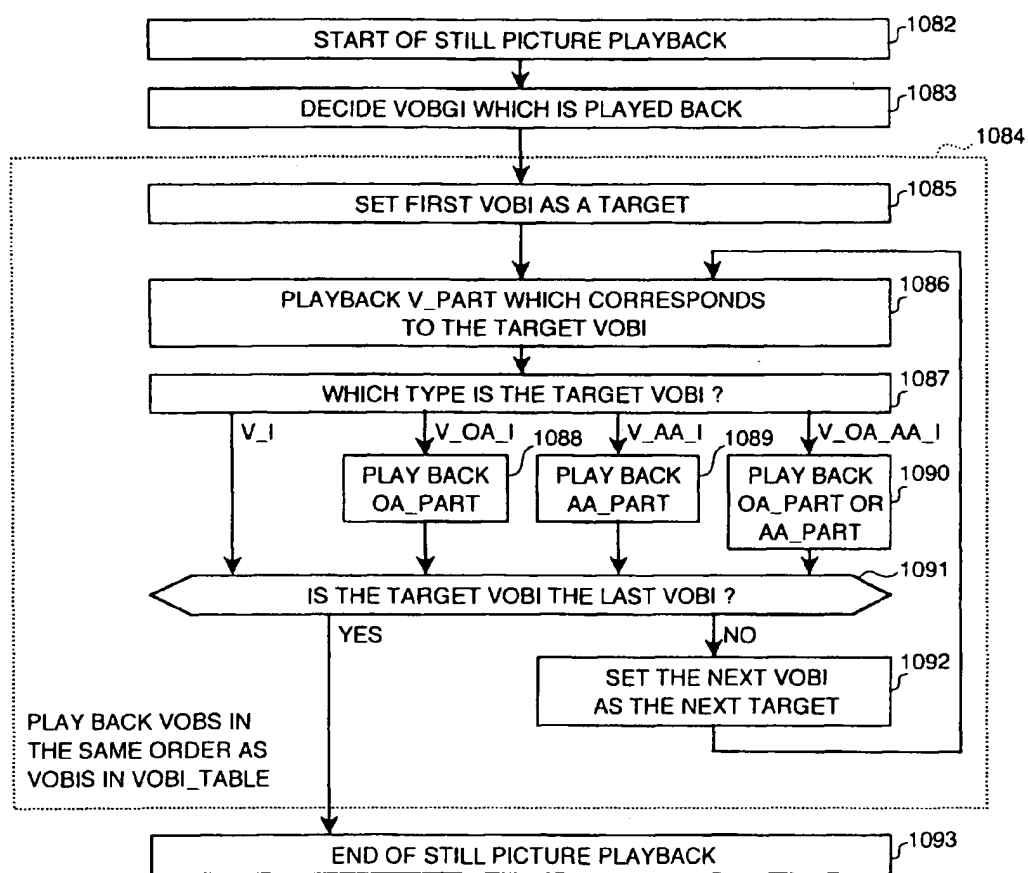 START OF STILL PICTURE PLAYBACK
1082
DECIDE VOBGI WHICH IS PLAYED BACK
1083
1084
SET FIRST VOBI AS A TARGET
1085
PLAYBACK V_PART WHICH CORRESPONDS
TO THE TARGET VOBI
1086
WHICH TYPE IS THE TARGET VOBI ?
1087
V_I
V_OA_I
V_AA_I
V_OA_AA_I
PLAY BACK
OA_PART
1088
PLAY BACK
AA_PART
1089
PLAY BACK
OA_PART OR
AA_PART
1090
IS THE TARGET VOBI THE LAST VOBI ?
1091
YES
NO
SET THE NEXT VOBI
AS THE NEXT TARGET
1092
PLAY BACK VOBS IN
THE SAME ORDER AS
VOBIS IN VOBI_TABLE
END OF STILL PICTURE PLAYBACK
1093